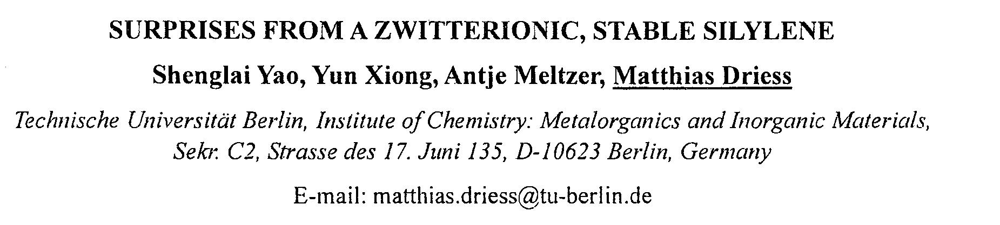 SURPRISES FROM A ZWITTERIONIC, STABLE SILYLENE
Shenglai Yao, Yun Xiong, Antje Meltzer, Matthias Driess
Technische Universität Berlin, Institute of Chemistry: Metalorganics and Inorganic Materials,
Sekr. C2, Strasse des 17. Juni 135, D-10623 Berlin, Germany
E-mail: matthias.driess@tu-berlin.de